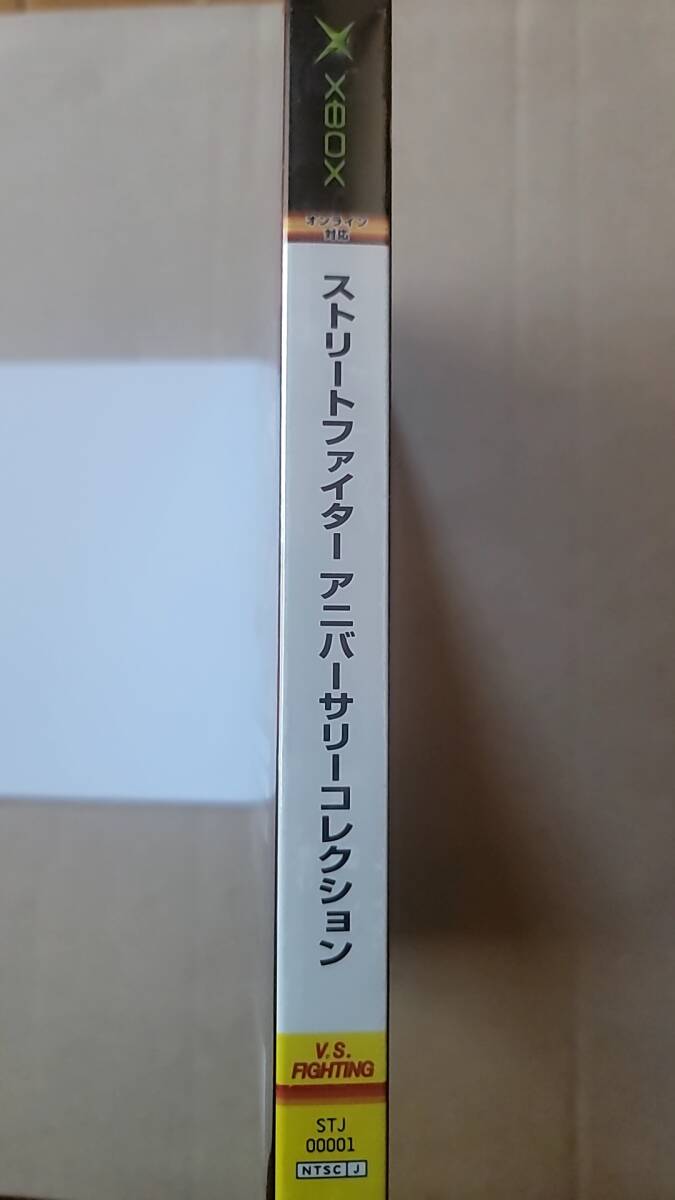 XBOX
オンライン
対応
ストリートファイター アニバーサリーコレクション
V.S.
FIGHTING
STJ
00001
NTSC J